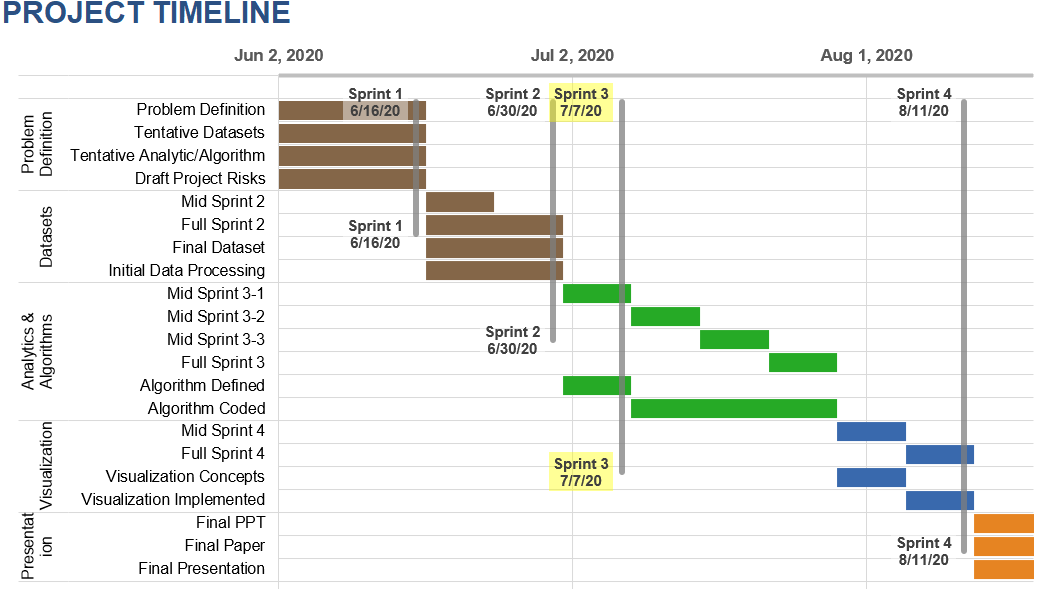 PROJECT TIMELINE
Jun 2, 2020 Jul 2, 2020 Aug 1, 2020
Sprint 1 Sprint 2 Sprint 3 Sprint 4
6/16/20 6/30/20 7/7/20 8/11/20
Problem
Definition
Problem Definition
Tentative Datasets
Tentative Analytic/Algorithm
Draft Project Risks
Datasets
Mid Sprint 2
Full Sprint 2
Sprint 1
6/16/20
Final Dataset
Initial Data Processing
Analytics &
Algorithms
Mid Sprint 3-1
Mid Sprint 3-2
Mid Sprint 3-3
Sprint 2
6/30/20
Full Sprint 3
Algorithm Defined
Algorithm Coded
Visualization
Mid Sprint 4
Full Sprint 4
Sprint 3
7/7/20
Visualization Concepts
Visualization Implemented
Presentat
ion
Final PPT
Final Paper
Sprint 4
8/11/20
Final Presentation